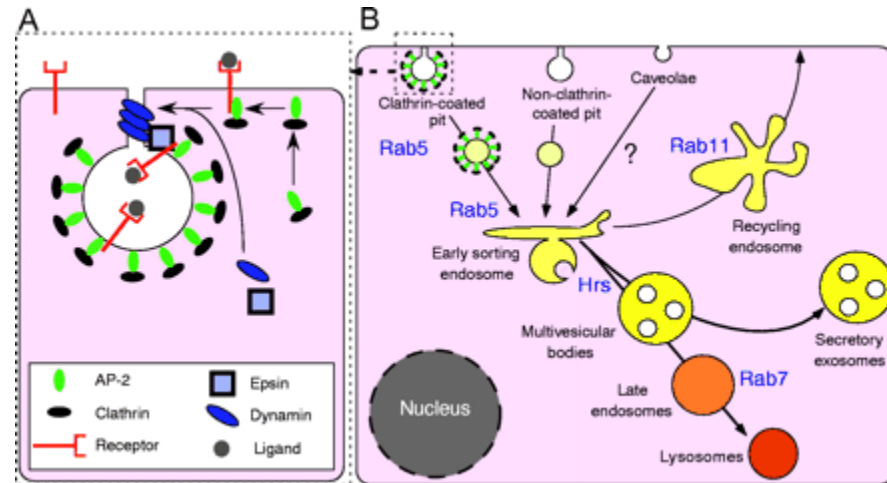 A
AP-2
Clathrin
Receptor
Epsin
Dynamin
Ligand
B
Clathrin-coated
pit
Non-clathrin-
coated pit
Caveolae
Rab5
Rab5
?
Rab11
Recycling
endosome
Early sorting
endosome
Hrs
Multivesicular
bodies
Secretory
exosomes
Rab7
Late
endosomes
Nucleus
Lysosomes